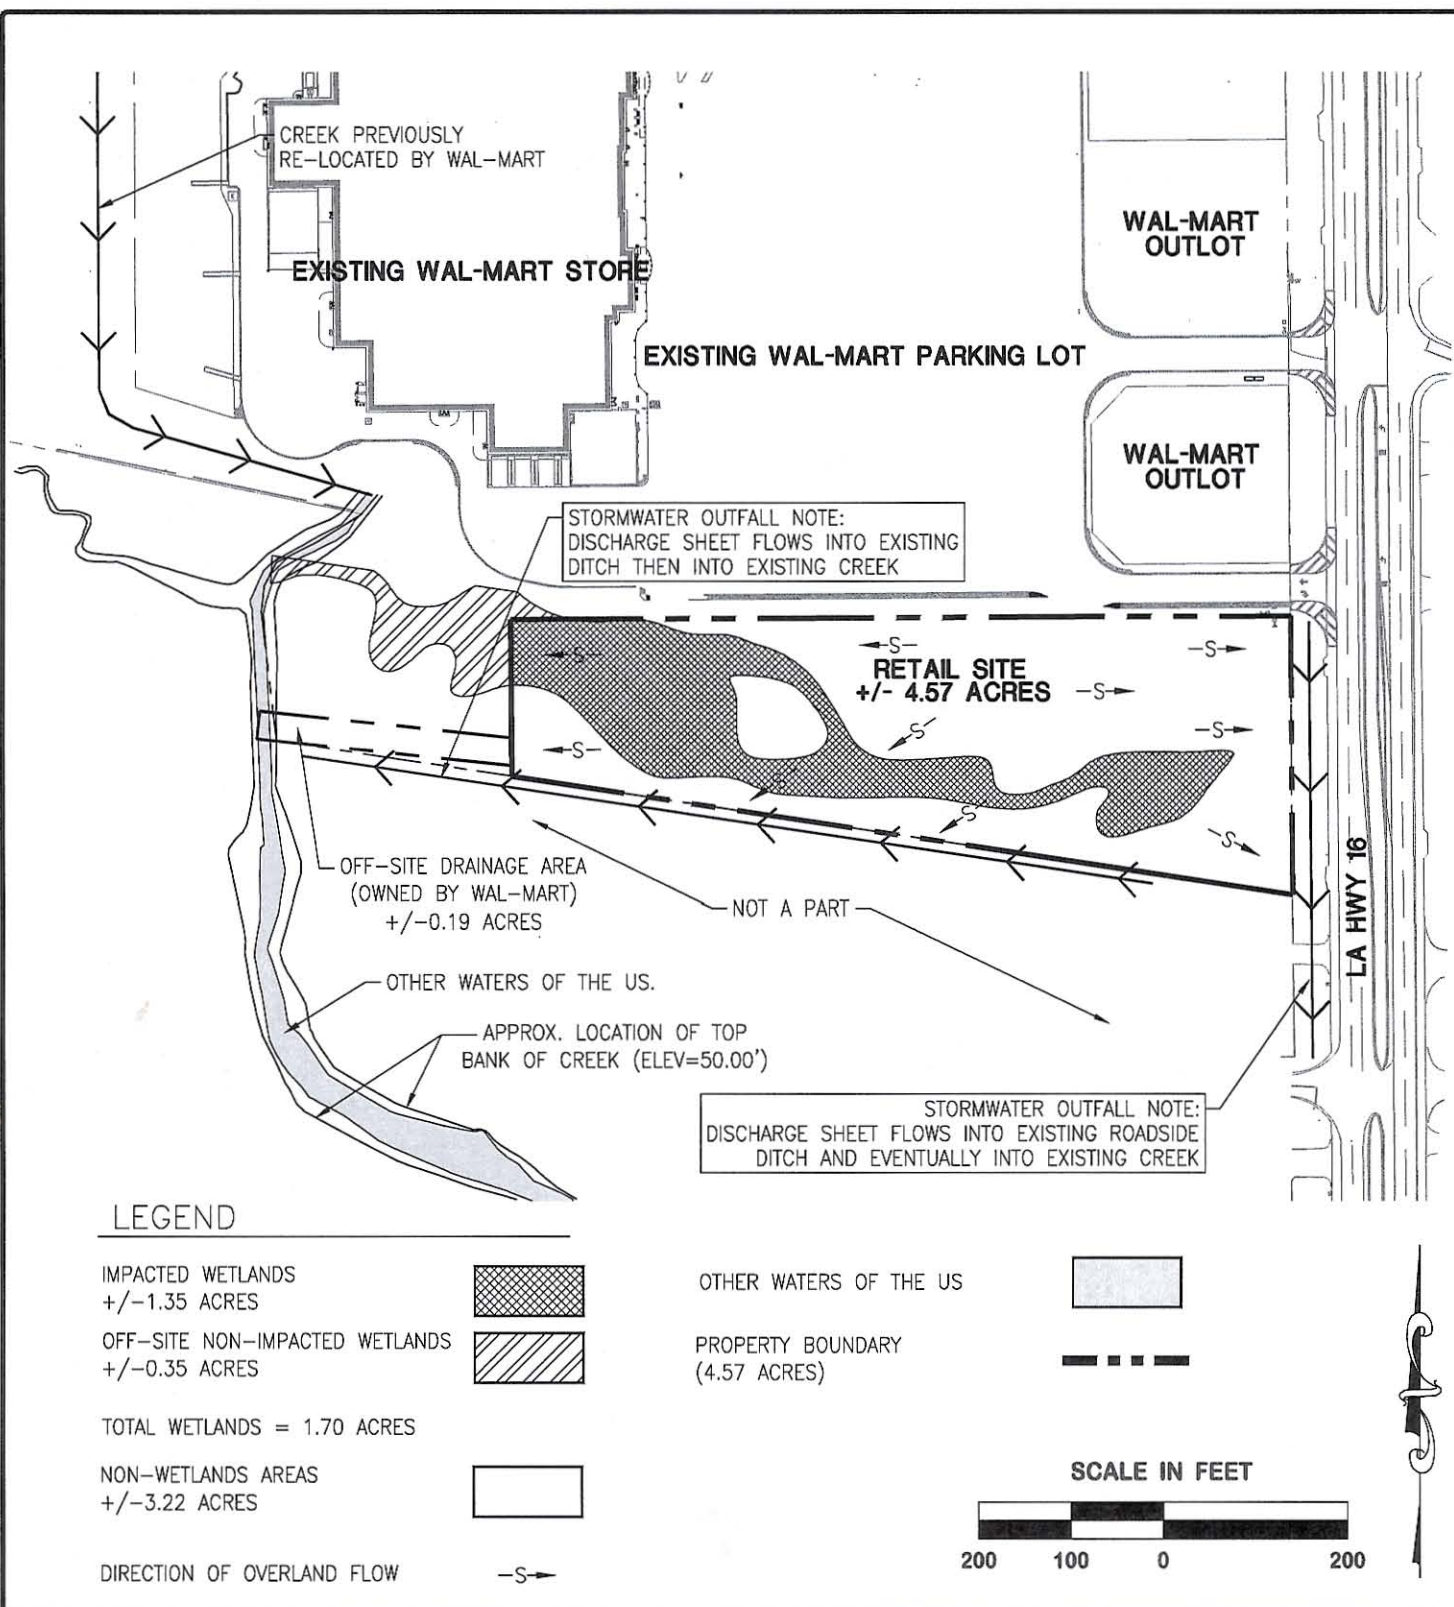 CREEK PREVIOUSLY
RE-LOCATED BY WAL-MART
WAL-MART
OUTLOT
EXISTING WAL-MART STORE
EXISTING WAL-MART PARKING LOT
WAL-MART
OUTLOT
STORMWATER OUTFALL NOTE:
DISCHARGE SHEET FLOWS INTO EXISTING
DITCH THEN INTO EXISTING CREEK
RETAIL SITE
+/- 4.57 ACRES
S
S
S
S
S
S
S
S
S
S
OFF-SITE DRAINAGE AREA
(OWNED BY WAL-MART)
+/-0.19 ACRES
NOT A PART
LA HWY 16
OTHER WATERS OF THE US.
APPROX. LOCATION OF TOP
BANK OF CREEK (ELEV=50.00')
STORMWATER OUTFALL NOTE:
DISCHARGE SHEET FLOWS INTO EXISTING ROADSIDE
DITCH AND EVENTUALLY INTO EXISTING CREEK
LEGEND
IMPACTED WETLANDS
+/-1.35 ACRES
OFF-SITE NON-IMPACTED WETLANDS
+/-0.35 ACRES
TOTAL WETLANDS = 1.70 ACRES
NON-WETLANDS AREAS
+/-3.22 ACRES
DIRECTION OF OVERLAND FLOW
S
OTHER WATERS OF THE US
PROPERTY BOUNDARY
(4.57 ACRES)
SCALE IN FEET
200 100 0 200